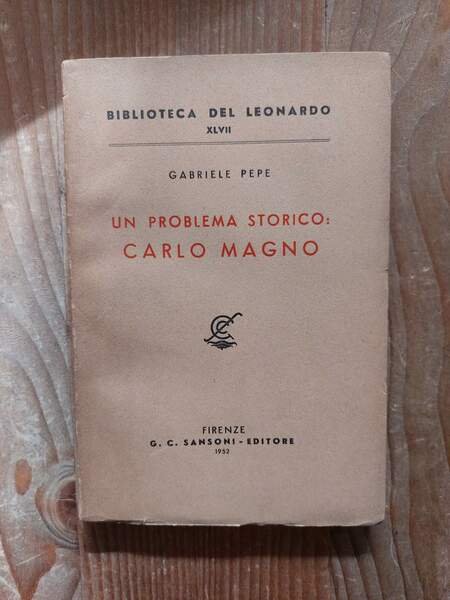 BIBLIOTECA DEL LEONARDO
XLVII
GABRIELE PEPE
UN PROBLEMA STORICO:
CARLO MAGNO
FIRENZE
G. C. SANSONI - EDITORE
1952